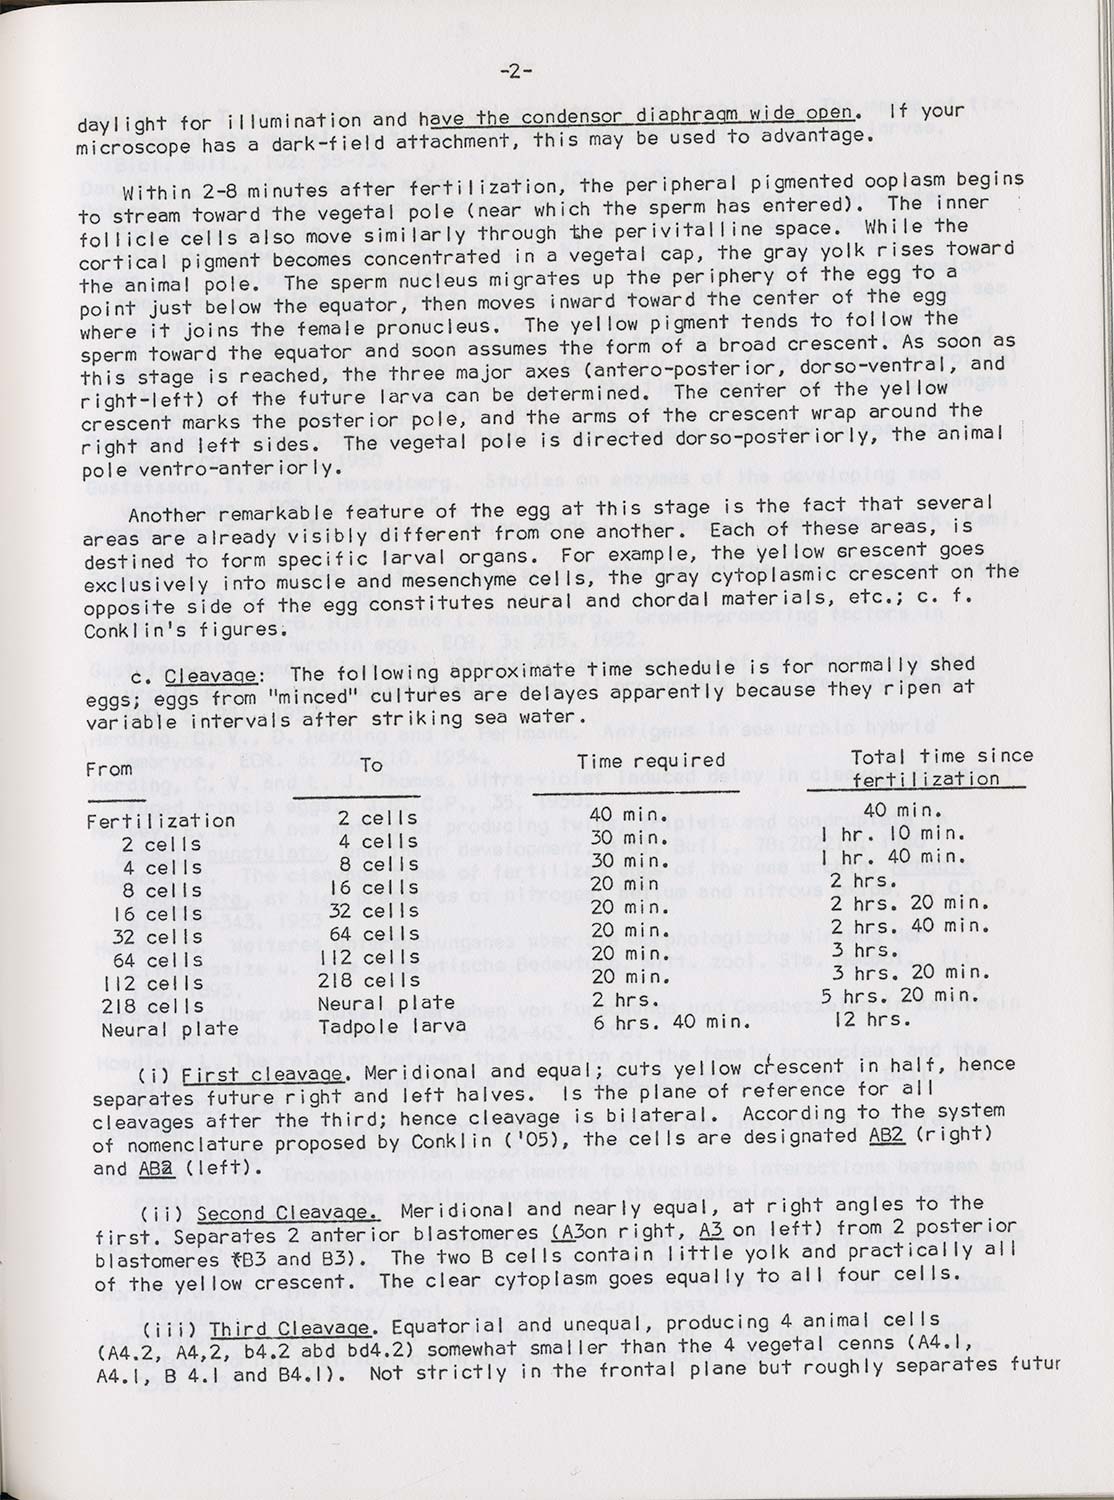 -2-
daylight for illumination and have the condensor diaphragm wide open. If your
microscope has a dark-field attachment, this may be used to advantage.
Within 2-8 minutes after fertilization, the peripheral pigmented ooplasm begins
to stream toward the vegetal pole (near which the sperm has entered). The inner
follicle cells also move similarly through the perivitalline space. While the
cortical pigment becomes concentrated in a vegetal cap, the gray yolk rises toward
the animal pole. The sperm nucleus migrates up the periphery of the egg to a
point just below the equator, then moves inward toward the center of the egg
where it joins the female pronucleus. The yellow pigment tends to follow the
sperm toward the equator and soon assumes the form of a broad crescent. As soon as
this stage is reached, the three major axes (antero-posterior, dorso-ventral, and
right-left) of the future larva can be determined. The center of the yellow
crescent marks the posterior pole, and the arms of the crescent wrap around the
right and left sides. The vegetal pole is directed dorso-posteriorly, the animal
pole ventro-anteriorly.
Another remarkable feature of the egg at this stage is the fact that several
areas are already visibly different from one another. Each of these areas, is
destined to form specific larval organs. For example, the yellow crescent goes
exclusively into muscle and mesenchyme cells, the gray cytoplasmic crescent on the
opposite side of the egg constitutes neural and chordal materials, etc.; c. f.
Conklin's figures.
c. Cleavage: The following approximate time schedule is for normally shed
eggs; eggs from "minced" cultures are delayes apparently because they ripen at
variable intervals after striking sea water.
From To Time required Total time since
fertilization
Fertilization 2 cells 40 min. 40 min.
2 cells 4 cells 30 min. 1 hr. 10 min.
4 cells 8 cells 30 min. 1 hr. 40 min.
8 cells 16 cells 20 min 2 hrs.
16 cells 32 cells 20 min. 2 hrs. 20 min.
32 cells 64 cells 20 min. 2 hrs. 40 min.
64 cells 112 cells 20 min. 3 hrs.
112 cells 218 cells 20 min. 3 hrs. 20 min.
218 cells Neural plate 2 hrs. 5 hrs. 20 min.
Neural plate Tadpole larva 6 hrs. 40 min. 12 hrs.
(i) First cleavage. Meridional and equal; cuts yellow crescent in half, hence
separates future right and left halves. Is the plane of reference for all
cleavages after the third; hence cleavage is bilateral. According to the system
of nomenclature proposed by Conklin ('05), the cells are designated AB2 (right)
and AB2 (left).
(ii) Second Cleavage. Meridional and nearly equal, at right angles to the
first. Separates 2 anterior blastomeres (A3on right, A3 on left) from 2 posterior
blastomeres (B3 and B3). The two B cells contain little yolk and practically all
of the yellow crescent. The clear cytoplasm goes equally to all four cells.
(iii) Third Cleavage. Equatorial and unequal, producing 4 animal cells
(A4.2, A4,2, b4.2 abd bd4.2) somewhat smaller than the 4 vegetal cenns (A4.1,
A4.1, B 4.1 and B4.1). Not strictly in the frontal plane but roughly separates futur